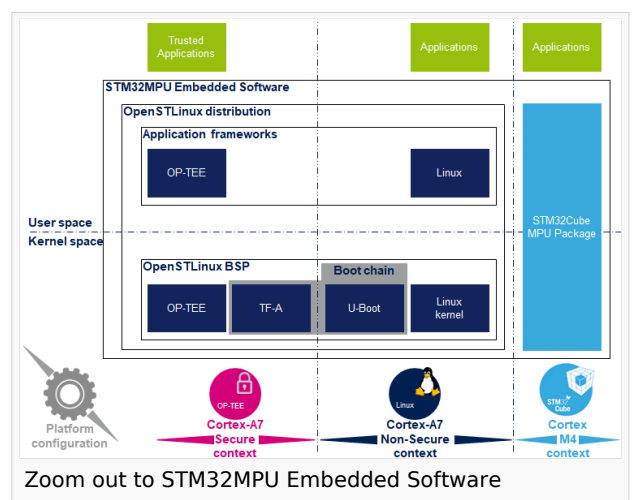 Trusted
Applications
Applications
Applications
STM32MPU Embedded Software
OpenSTLinux distribution
Application frameworks
OP-TEE
Linux
User space
Kernel space
STM32Cube
MPU Package
OpenSTLinux BSP
Boot chain
OP-TEE
TF-A
U-Boot
Linux
kernel
Platform
configuration
OP-TEE
Cortex-A7
Secure
context
Linux
Cortex-A7
Non-Secure
context
STM32
Cube
Cortex
M4
context
Zoom out to STM32MPU Embedded Software